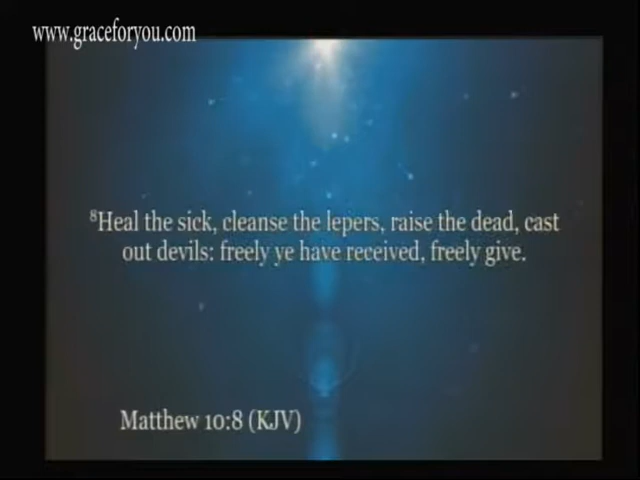 www.graceforyou.com
⁸Heal the sick, cleanse the lepers, raise the dead, cast
out devils: freely ye have received, freely give.
Matthew 10:8 (KJV)